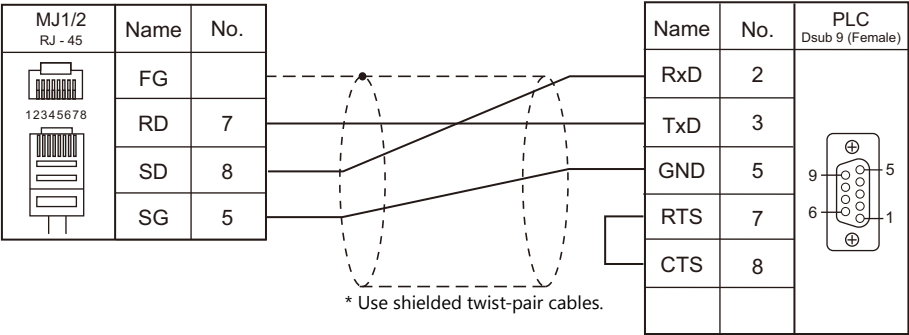 MJ1/2
RJ - 45
Name No.
12345678
FG
RD 7
SD 8
SG 5
* Use shielded twist-pair cables.
Name No.
PLC
Dsub 9 (Female)
RxD 2
TxD 3
GND 5
RTS 7
CTS 8
9 5
6 1